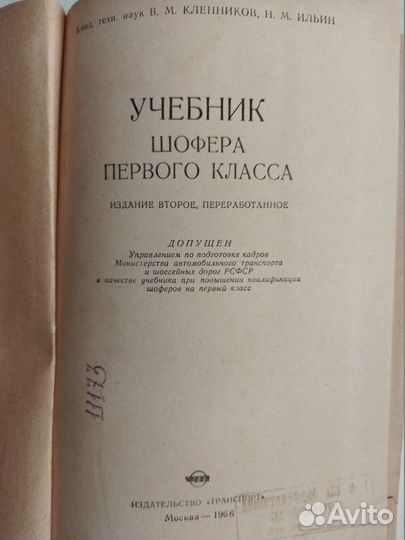 Канд. техн. наук В. М. КЛЕННИКОВ, Н. М. ИЛЬИН
УЧЕБНИК
ШОФЕРА
ПЕРВОГО КЛАССА
ИЗДАНИЕ ВТОРОЕ, ПЕРЕРАБОТАННОЕ
ДОПУЩЕН
Управлением по подготовке кадров
Министерства автомобильного транспорта
и шоссейных дорог РСФСР
в качестве учебника при повышении квалификации
шоферов на первый класс
11173
ИЗДАТЕЛЬСТВО «ТРАНСПОРТ»
Москва — 1966
Avito